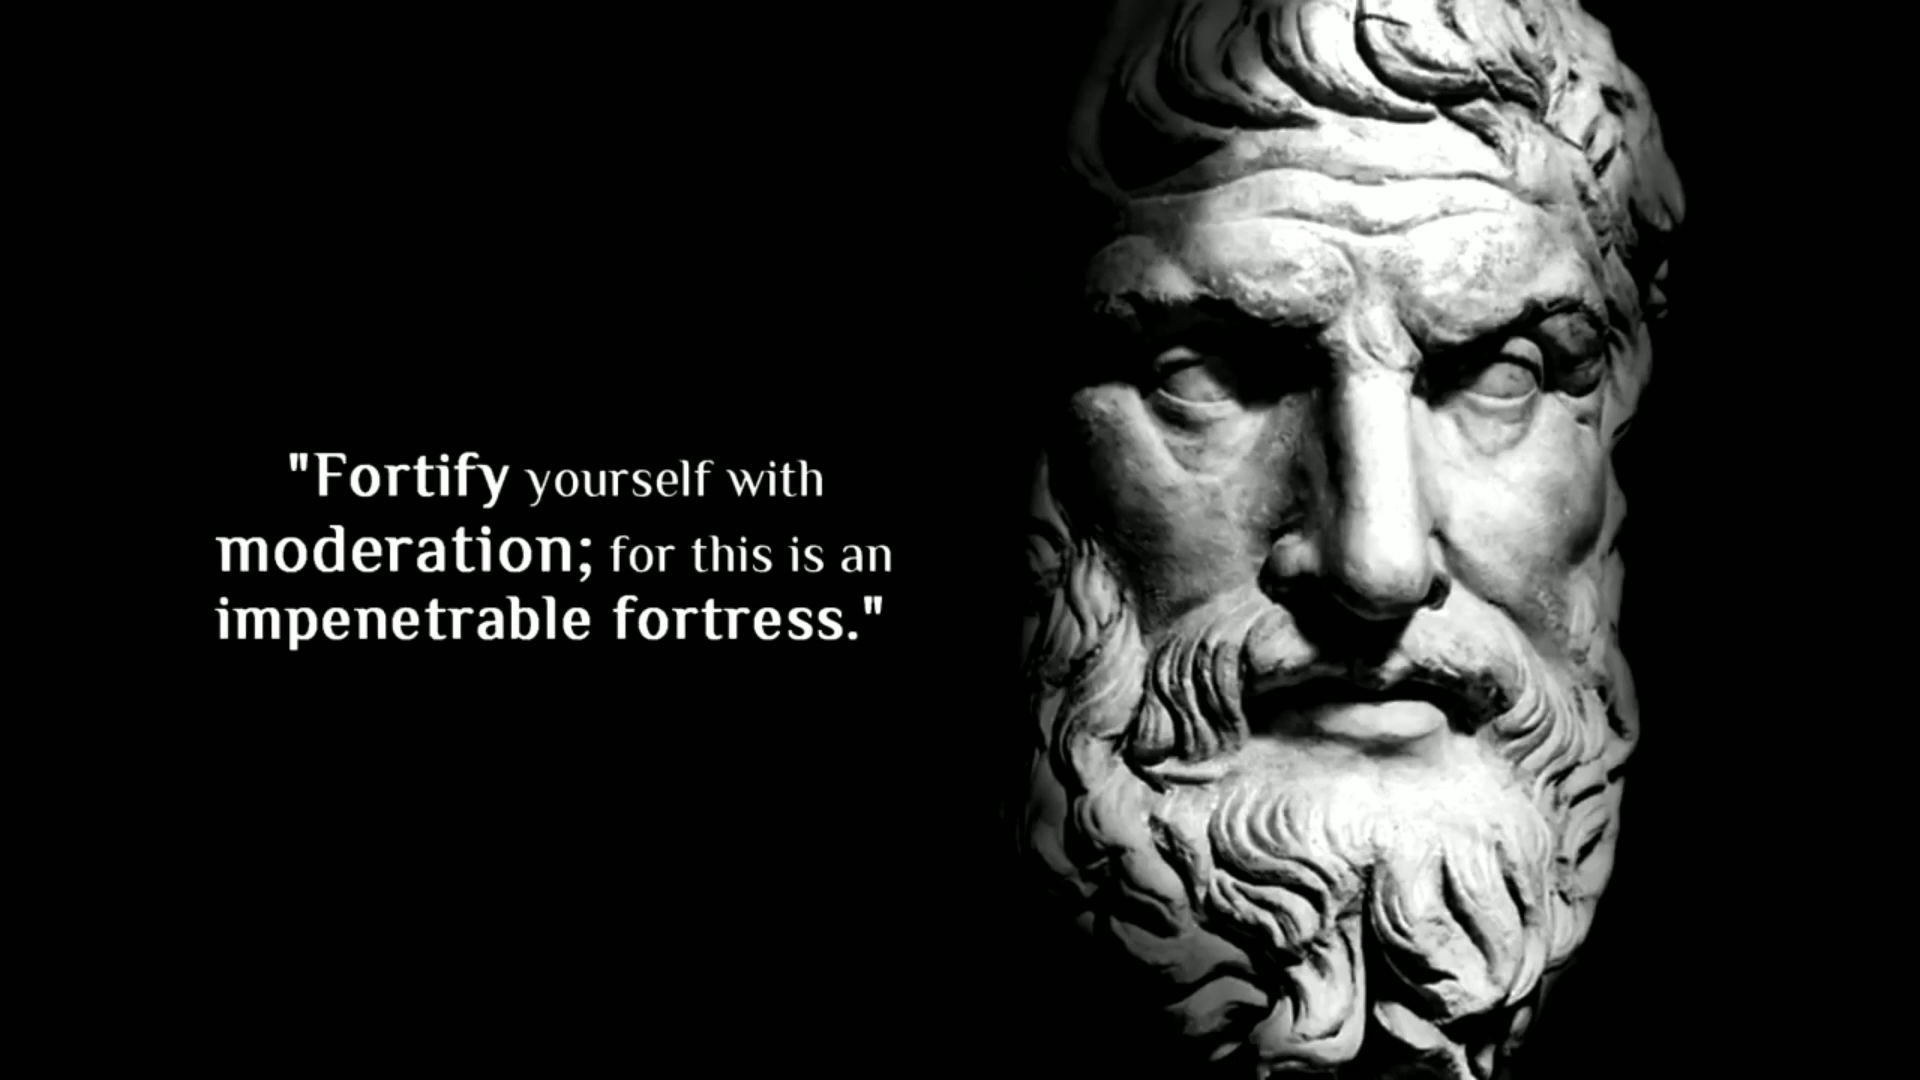 "Fortify yourself with
moderation; for this is an
impenetrable fortress."